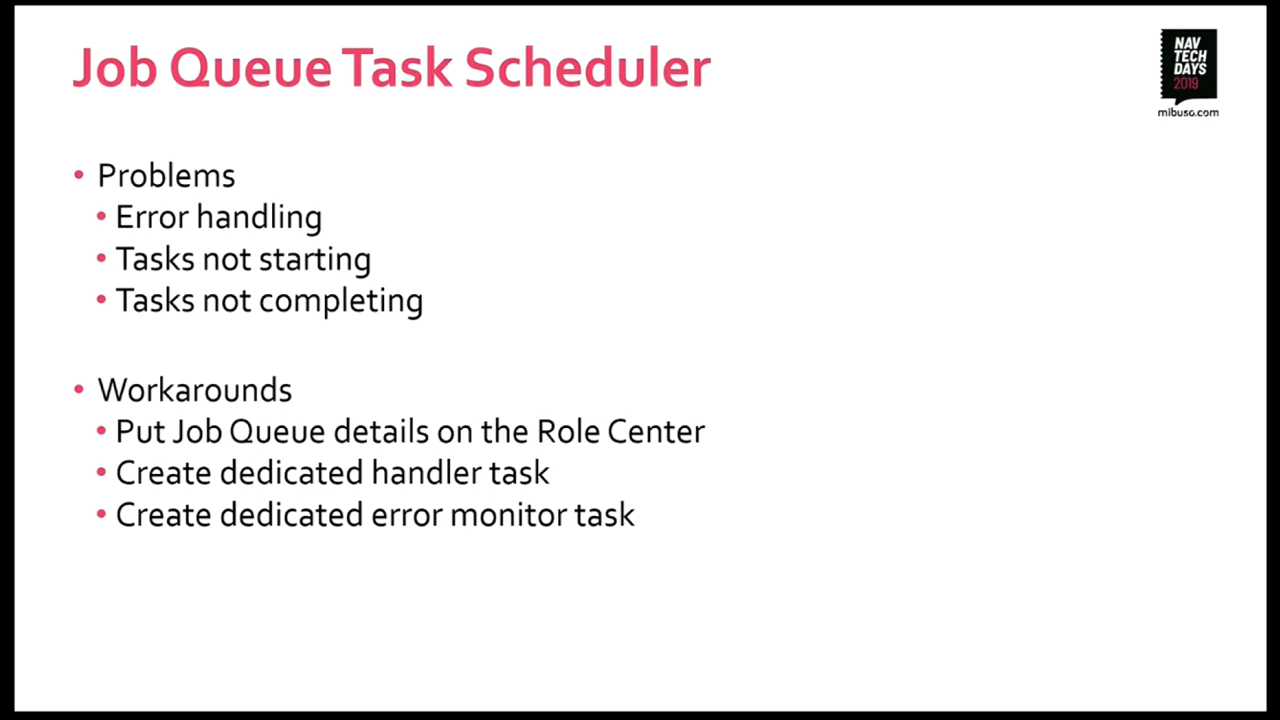 Job Queue Task Scheduler
NAV
TECH
DAYS
2019
mibuso.com
• Problems
• Error handling
• Tasks not starting
• Tasks not completing
• Workarounds
• Put Job Queue details on the Role Center
• Create dedicated handler task
• Create dedicated error monitor task